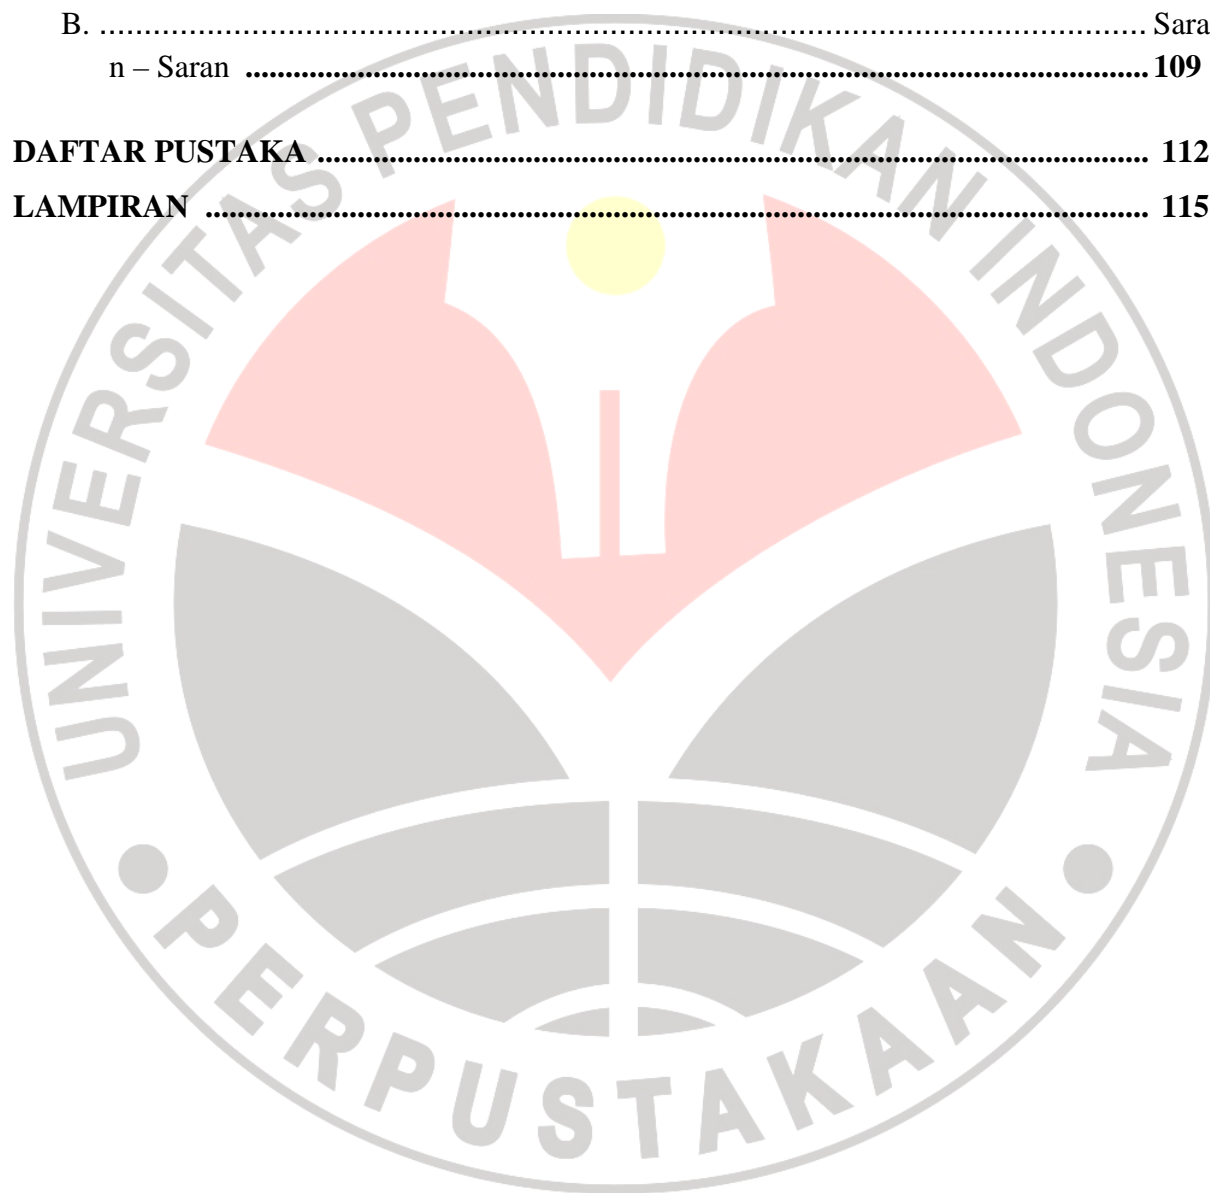 B. ........................................................................................................................ Sara
n – Saran ........................................................................................................................ 109
DAFTAR PUSTAKA ........................................................................................................................ 112
LAMPIRAN ........................................................................................................................ 115
UNIVERSITAS PENDIDIKAN INDONESIA
PERPUSTAKAAN